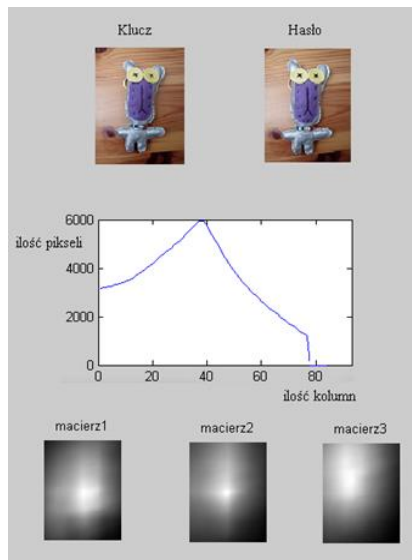 Klucz Hasło
6000
ilość pikseli
4000
2000
0
0 20 40 60 80
ilość kolumn
macierz1 macierz2 macierz3